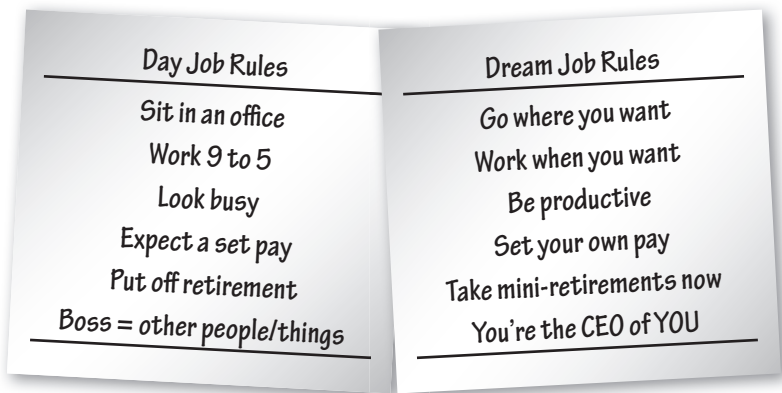 Day Job Rules
Sit in an office
Work 9 to 5
Look busy
Expect a set pay
Put off retirement
Boss = other people/things
Dream Job Rules
Go where you want
Work when you want
Be productive
Set your own pay
Take mini-retirements now
You're the CEO of YOU